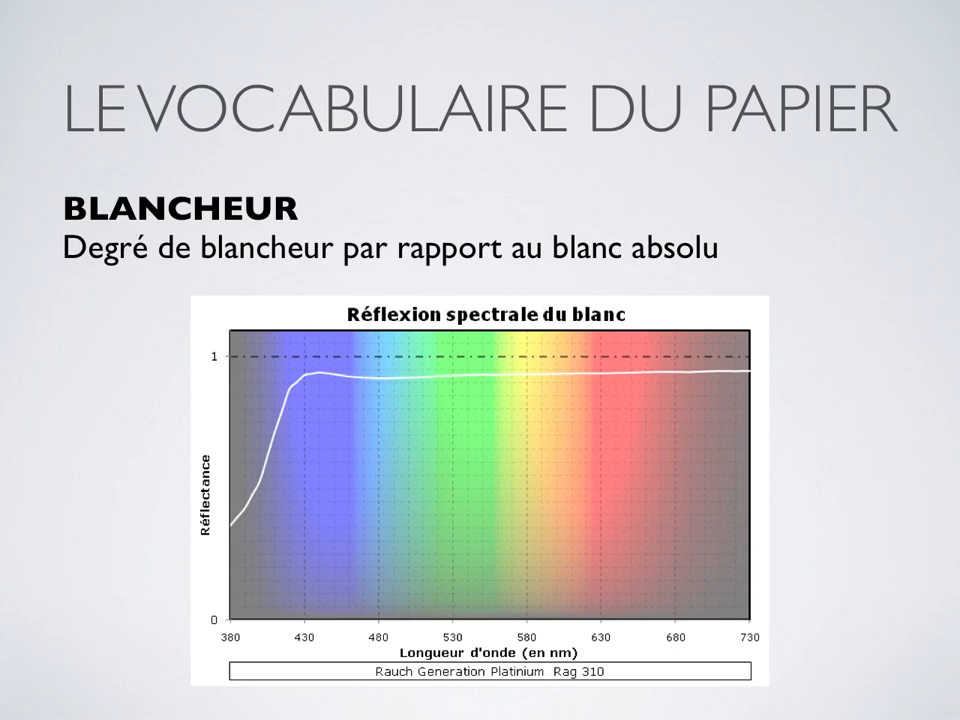 LE VOCABULAIRE DU PAPIER
BLANCHEUR
Degré de blancheur par rapport au blanc absolu
Réflexion spectrale du blanc
1
Réflectance
0
380 430 480 530 580 630 680 730
Longueur d'onde (en nm)
Rauch Generation Platinium Rag 310